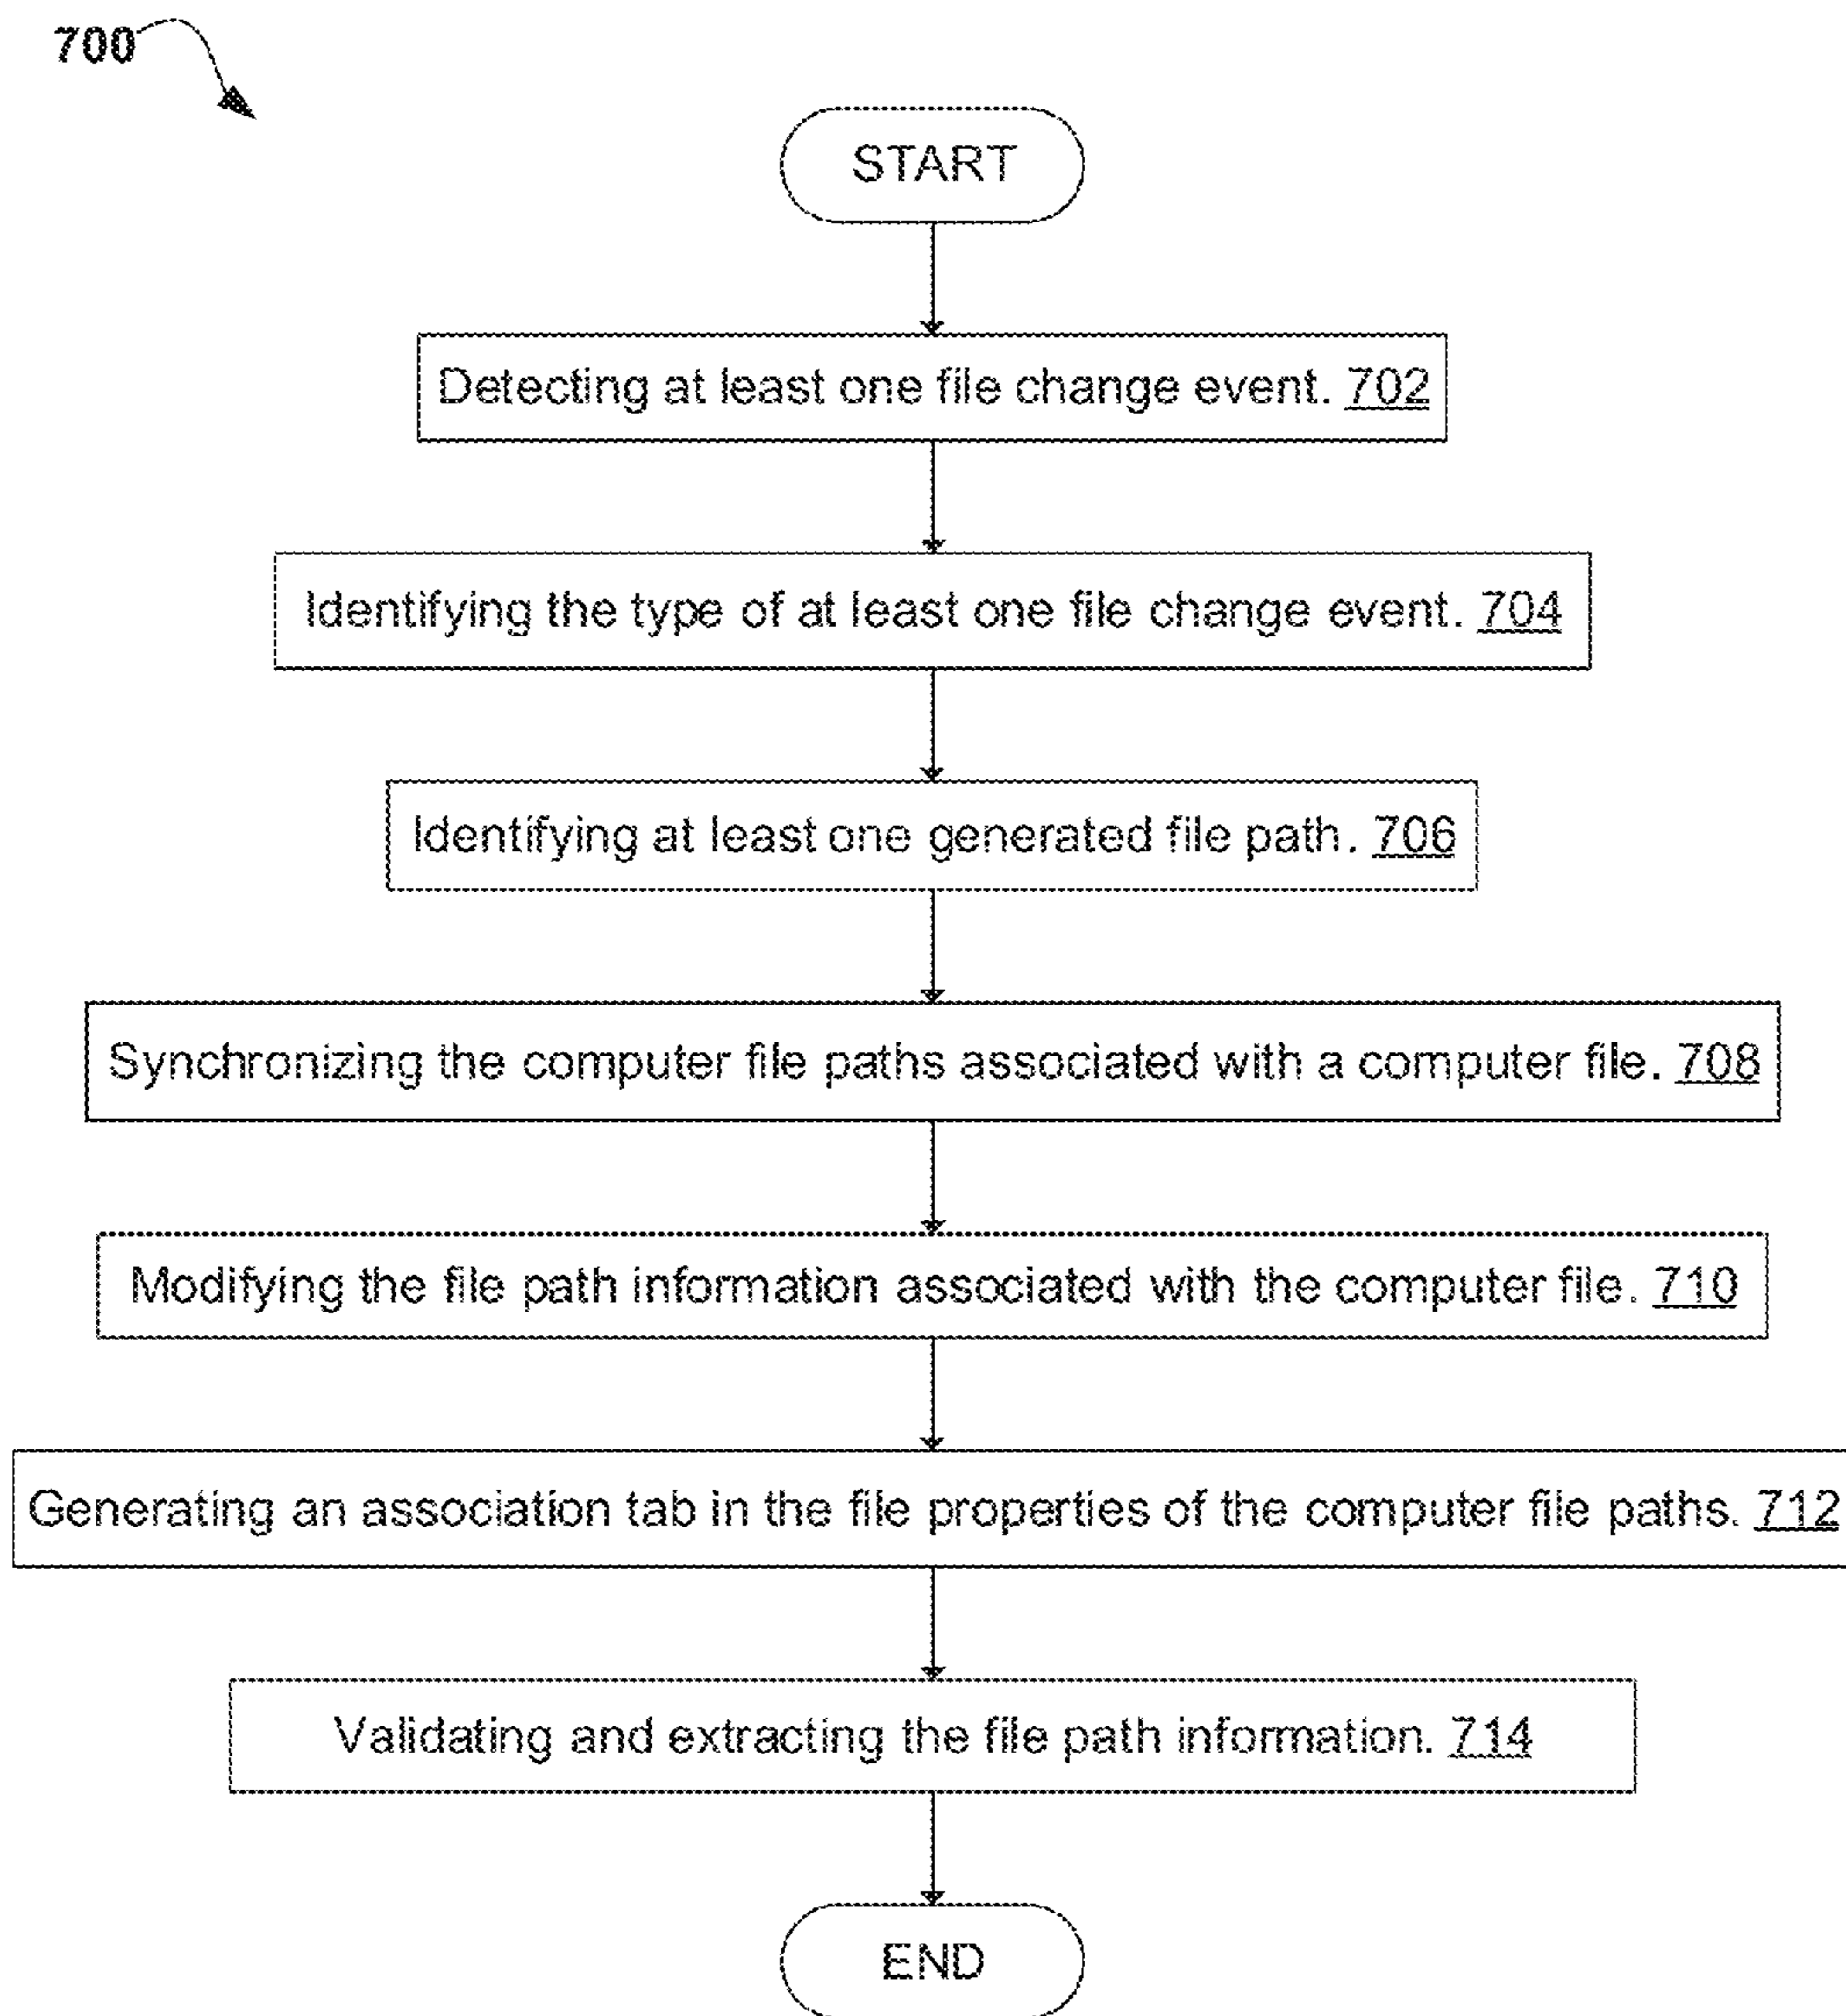 700
START
Detecting at least one file change event. 702
Identifying the type of at least one file change event. 704
Identifying at least one generated file path. 706
Synchronizing the computer file paths associated with a computer file. 708
Modifying the file path information associated with the computer file. 710
Generating an association tab in the file properties of the computer file paths. 712
Validating and extracting the file path information. 714
END